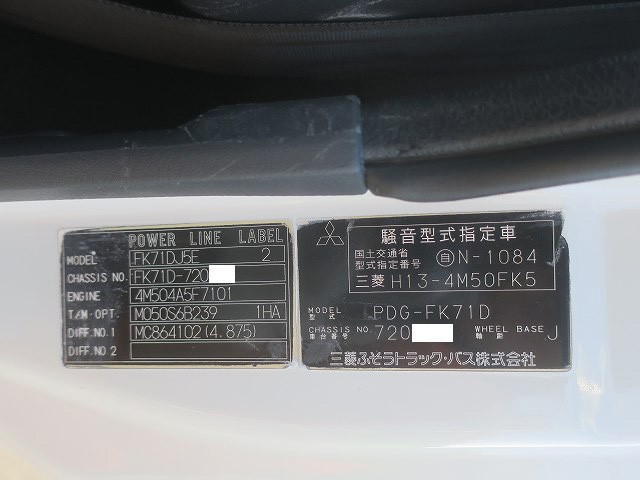 POWER LINE LABEL
MODEL FK71DJ5E 2
CHASSIS NO. FK71D-720
ENGINE 4M504A5F7101
T/M・OPT. M050S6B239 1HA
DIFF.NO.1 MC864102(4.875)
DIFF.NO 2
騒音型式指定車
国土交通省
型式指定番号 自N-1084
三菱 H13-4M50FK5
MODEL
型式 PDG-FK71D
CHASSIS NO.
車台番号 720
WHEEL BASE
軸距 J
三菱ふそうトラック・バス株式会社